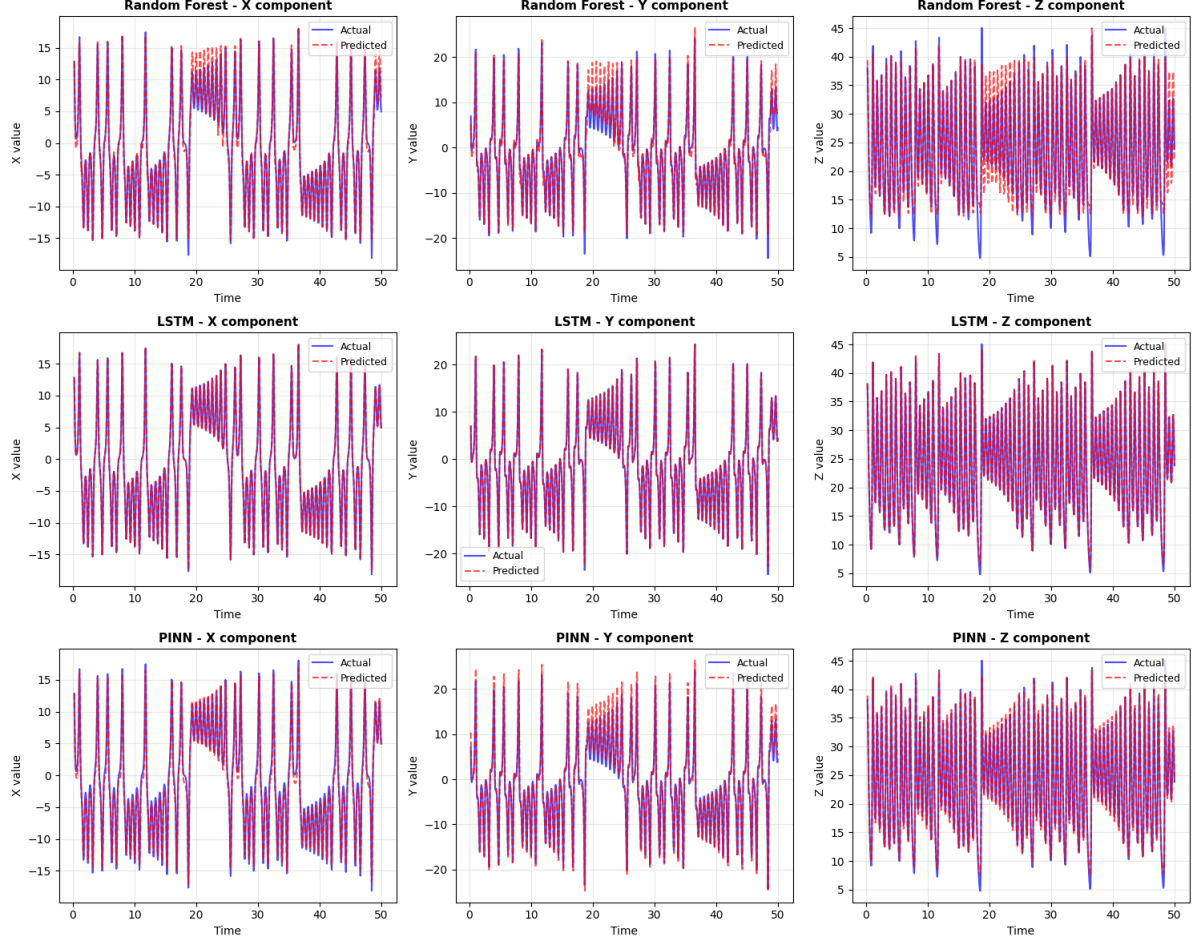 Random Forest - X component
Random Forest - Y component
Random Forest - Z component
Actual
Predicted
Actual
Predicted
Actual
Predicted
X value
15
10
5
0
−5
−10
−15
Y value
20
10
0
−10
−20
Z value
45
40
35
30
25
20
15
10
5
0 10 20 30 40 50
0 10 20 30 40 50
0 10 20 30 40 50
Time
Time
Time
LSTM - X component
LSTM - Y component
LSTM - Z component
Actual
Predicted
Actual
Predicted
Actual
Predicted
X value
15
10
5
0
−5
−10
−15
Y value
20
10
0
−10
−20
Z value
45
40
35
30
25
20
15
10
5
0 10 20 30 40 50
0 10 20 30 40 50
0 10 20 30 40 50
Time
Time
Time
PINN - X component
PINN - Y component
PINN - Z component
Actual
Predicted
Actual
Predicted
Actual
Predicted
X value
15
10
5
0
−5
−10
−15
Y value
20
10
0
−10
−20
Z value
45
40
35
30
25
20
15
10
5
0 10 20 30 40 50
0 10 20 30 40 50
0 10 20 30 40 50
Time
Time
Time